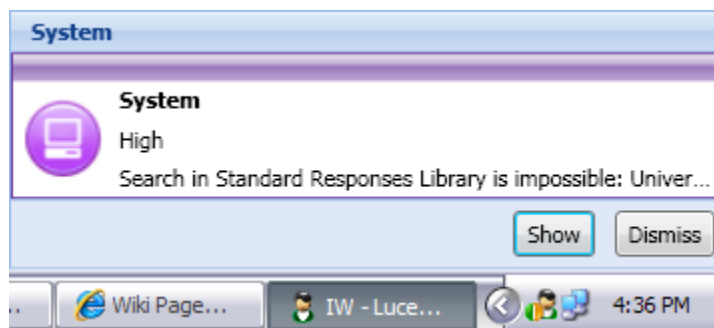 System
System
High
Search in Standard Responses Library is impossible: Univer...
Show Dismiss
.. Wiki Page... IW - Luce... 4:36 PM